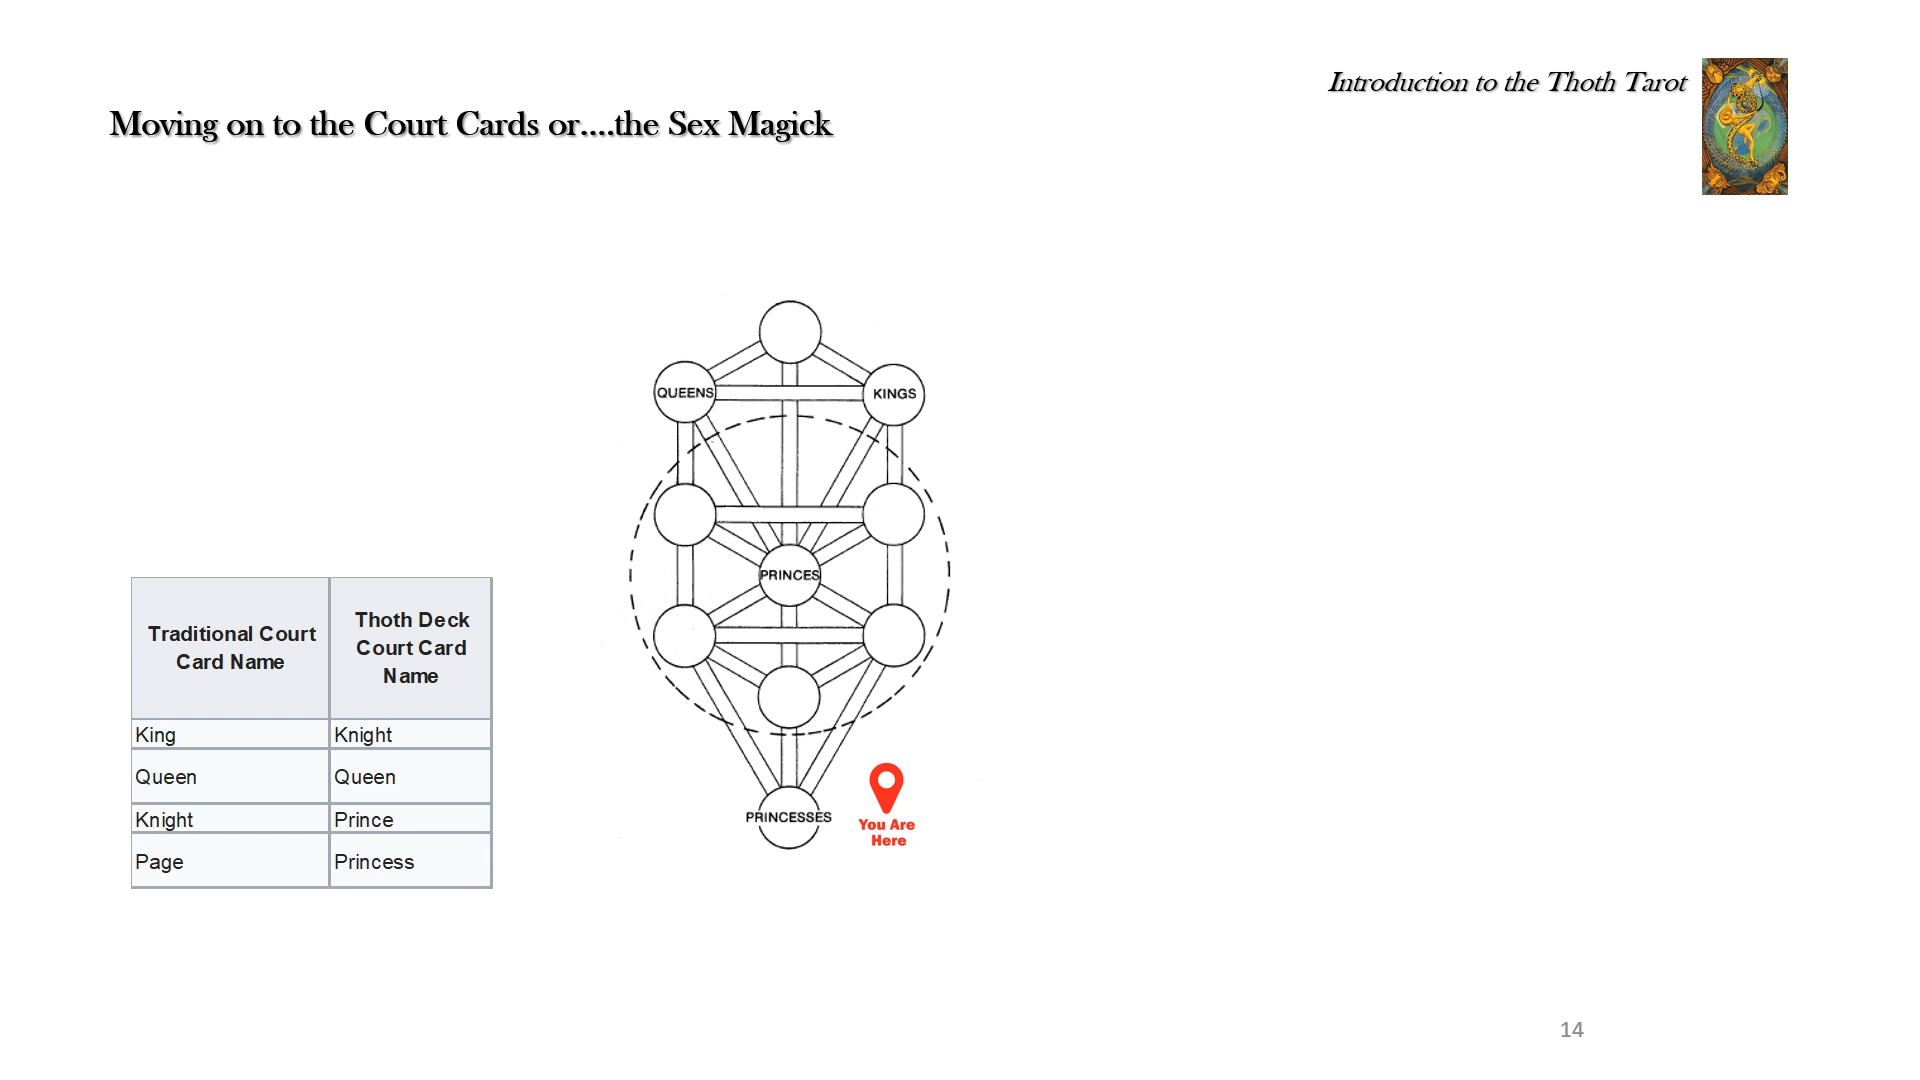 Introduction to the Thoth Tarot
Moving on to the Court Cards or....the Sex Magick
QUEENS
KINGS
PRINCES
PRINCESSES
You Are
Here
Traditional Court
Card Name
Thoth Deck
Court Card
Name
King
Knight
Queen
Queen
Knight
Prince
Page
Princess
14